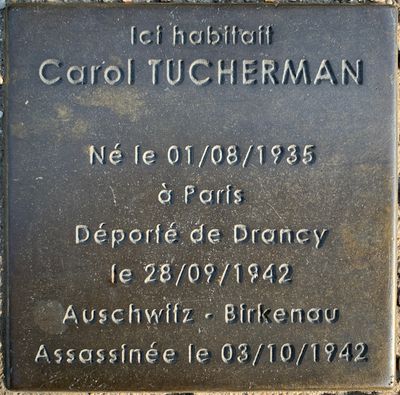 Ici habitait
Carol TUCHERMAN
Né le 01/08/1935
à Paris
Déporté de Drancy
le 28/09/1942
Auschwitz - Birkenau
Assassinée le 03/10/1942